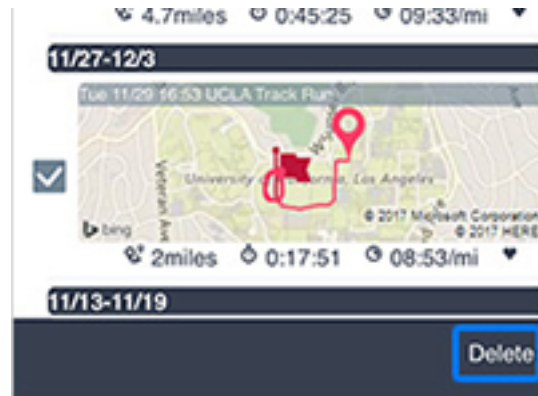 4.7miles 0:45:25 09:33/mi
11/27-12/3
Tue 11/29 16:53 UCLA Track Run
Veteran Ave
University of California, Los Angeles
© 2017 Microsoft Corporation
bing © 2017 HERE
2miles 0:17:51 08:53/mi
11/13-11/19
Delete